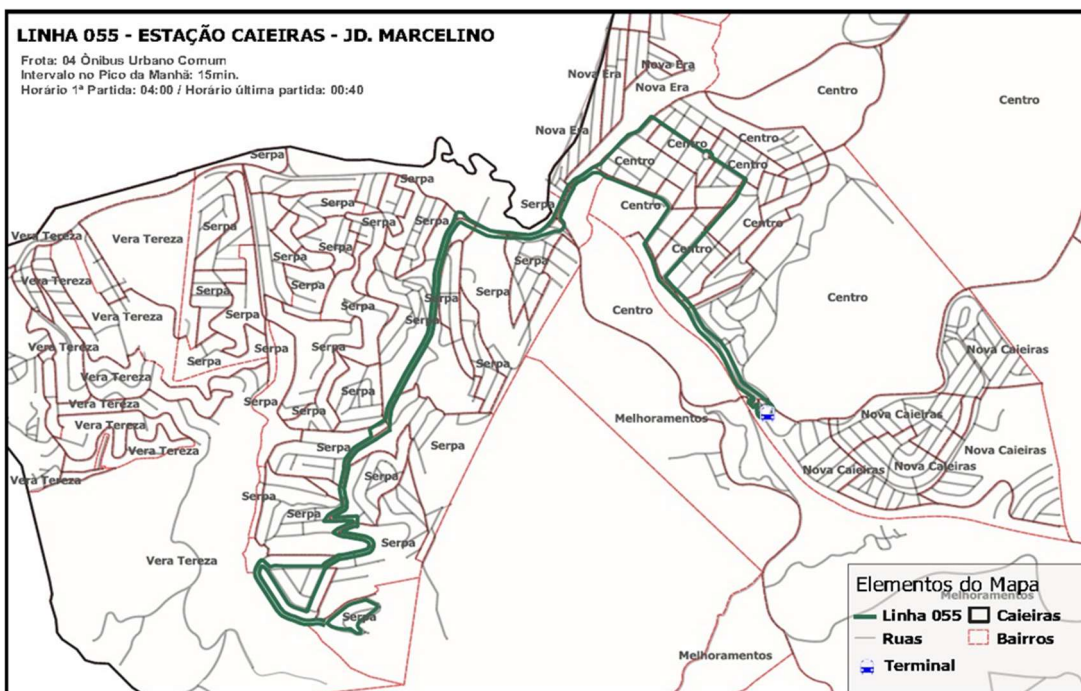 LINHA 055 - ESTAÇÃO CAIEIRAS - JD. MARCELINO
Frota: 04 Ônibus Urbano Comum
Intervalo no Pico da Manhã: 15min.
Horário 1ª Partida: 04:00 / Horário última partida: 00:40
Nova Era
Nova Era
Nova Era
Nova Era
Centro
Centro
Centro
Centro
Centro
Centro
Serpa
Serpa
Serpa
Serpa
Centro
Serpa
Serpa
Centro
Vera Tereza
Vera Tereza
Serpa
Centro
Serpa
Serpa
Vera Tereza
Serpa
Serpa
Serpa
Serpa
Centro
Vera Tereza
Serpa
Serpa
Serpa
Centro
Vera Tereza
Serpa
Serpa
Serpa
Serpa
Nova Caieiras
Vera Tereza
Serpa
Vera Tereza
Serpa
Melhoramentos
Nova Caieiras
Vera Tereza
Vera Tereza
Serpa
Serpa
Nova Caieiras
Vera Tereza
Serpa
Nova Caieiras
Nova Caieiras
Serpa
Serpa
Serpa
Vera Tereza
Serpa
Melhoramentos
Elementos do Mapa
Melhoramentos
Linha 055
Caieiras
Ruas
Bairros
Terminal